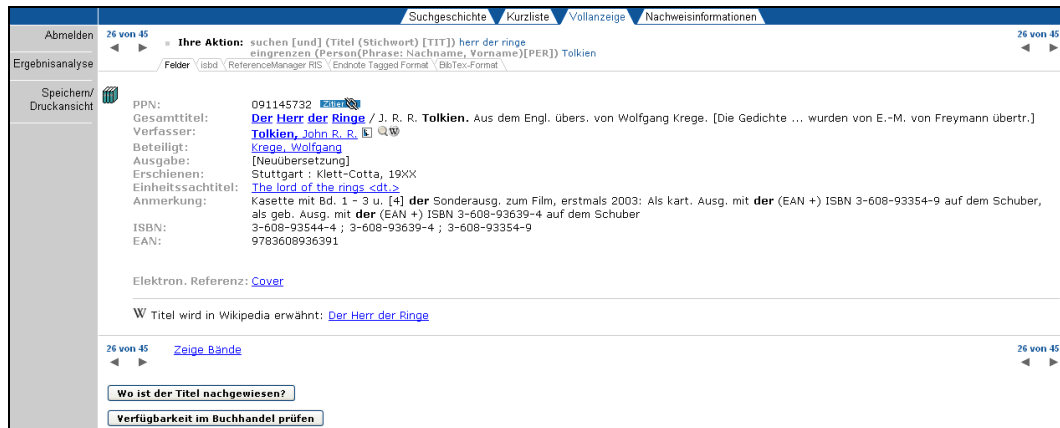 Suchgeschichte Kurzliste Vollanzeige Nachweisinformationen
Abmelden
Ergebnisanalyse
Speichern/
Druckansicht
26 von 45
26 von 45
Ihre Aktion: suchen [und] (Titel (Stichwort) [TIT]) herr der ringe
eingrenzen (Person(Phrase: Nachname, Vorname)[PER]) Tolkien
Felder isbd ReferenceManager RIS Endnote Tagged Format BibTex-Format
PPN: 091145732
Gesamttitel: Der Herr der Ringe / J. R. R. Tolkien. Aus dem Engl. übers. von Wolfgang Krege. [Die Gedichte ... wurden von E.-M. von Freymann übertr.]
Verfasser: Tolkien, John R. R.
Beteiligt: Krege, Wolfgang
Ausgabe: [Neuübersetzung]
Erschienen: Stuttgart : Klett-Cotta, 19XX
Einheitssachtitel: The lord of the rings <dt.>
Anmerkung: Kasette mit Bd. 1 - 3 u. [4] der Sonderausg. zum Film, erstmals 2003: Als kart. Ausg. mit der (EAN +) ISBN 3-608-93354-9 auf dem Schuber,
als geb. Ausg. mit der (EAN +) ISBN 3-608-93639-4 auf dem Schuber
ISBN: 3-608-93544-4 ; 3-608-93639-4 ; 3-608-93354-9
EAN: 9783608936391
Elektron. Referenz: Cover
W Titel wird in Wikipedia erwähnt: Der Herr der Ringe
26 von 45 Zeige Bände 26 von 45
Wo ist der Titel nachgewiesen?
Verfügbarkeit im Buchhandel prüfen